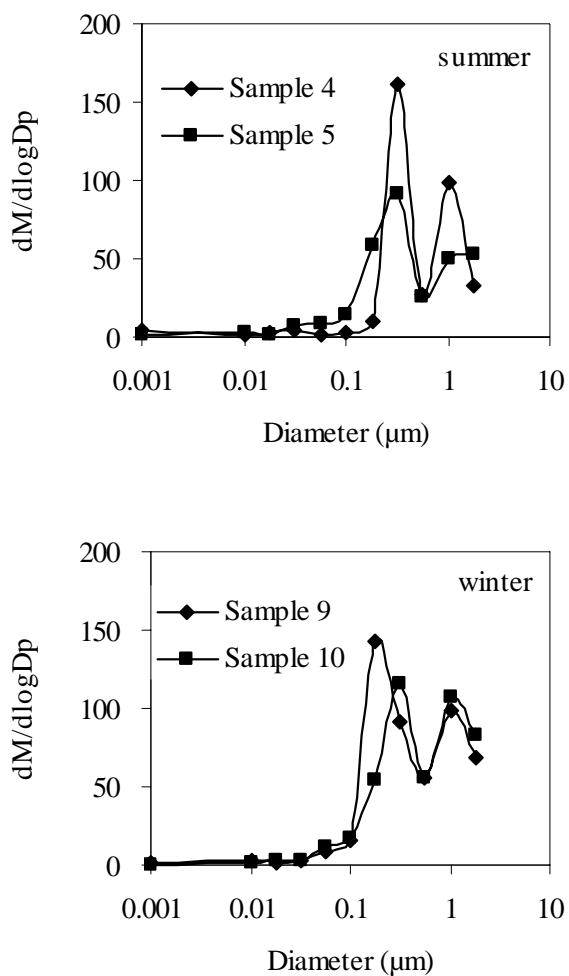 200
summer
Sample 4
150
Sample 5
100
dM/dlogDp
50
0
0.001 0.01 0.1 1 10
Diameter (µm)
200
winter
Sample 9
150
Sample 10
100
dM/dlogDp
50
0
0.001 0.01 0.1 1 10
Diameter (µm)